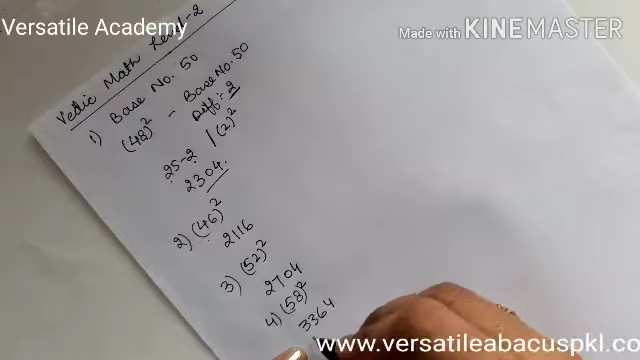 Versatile Academy
Made with KINEMASTER
Vedic Math Level-2
1) Base No. 50
(48)² - Base No. 50
Diff: 2
25-2 / (2)²
2304.
2) (46)²
2116
3) (52)²
2704
4) (58)²
3364
www.versatileabacuspkl.co